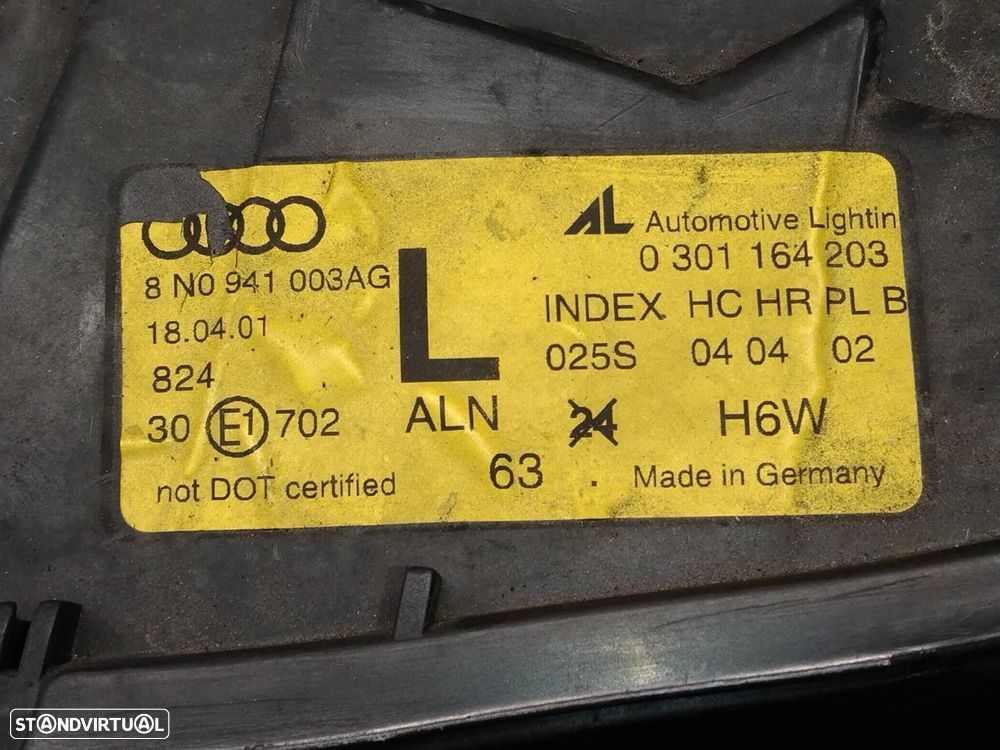 AL Automotive Lightin
0 301 164 203
8 N0 941 003AG
L
INDEX HC HR PL B
18.04.01
025S 04 04 02
824
30 E1 702
ALN 24 H6W
63 .
not DOT certified
Made in Germany
STANDVIRTUAL